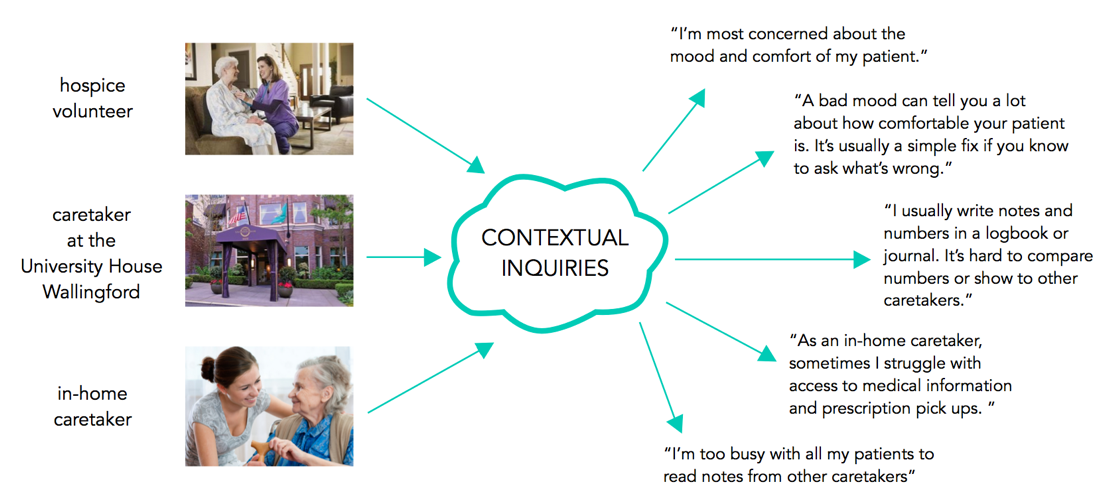 hospice
volunteer
caretaker
at the
University House
Wallingford
in-home
caretaker
CONTEXTUAL
INQUIRIES
“I’m most concerned about the
mood and comfort of my patient.”
“A bad mood can tell you a lot
about how comfortable your patient
is. It’s usually a simple fix if you know
to ask what’s wrong.”
“I usually write notes and
numbers in a logbook or
journal. It’s hard to compare
numbers or show to other
caretakers.”
“As an in-home caretaker,
sometimes I struggle with
access to medical information
and prescription pick ups. ”
“I’m too busy with all my patients to
read notes from other caretakers”